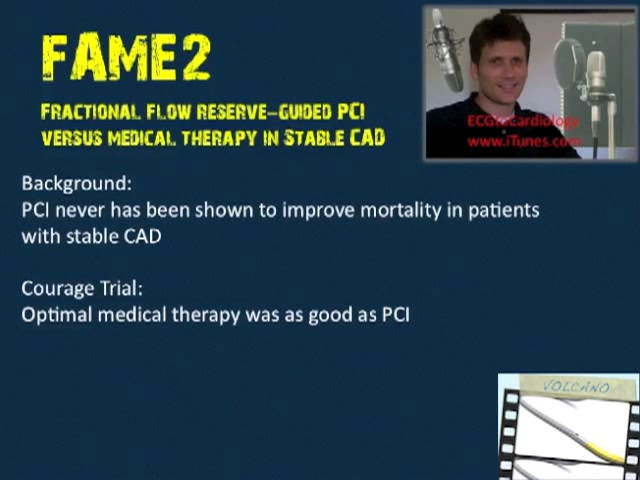 FAME2
FRACTIONAL FLOW RESERVE-GUIDED PCI
VERSUS MEDICAL THERAPY IN STABLE CAD
www.iTunes.com
Background:
PCI never has been shown to improve mortality in patients
with stable CAD
Courage Trial:
Optimal medical therapy was as good as PCI
VOLCANO